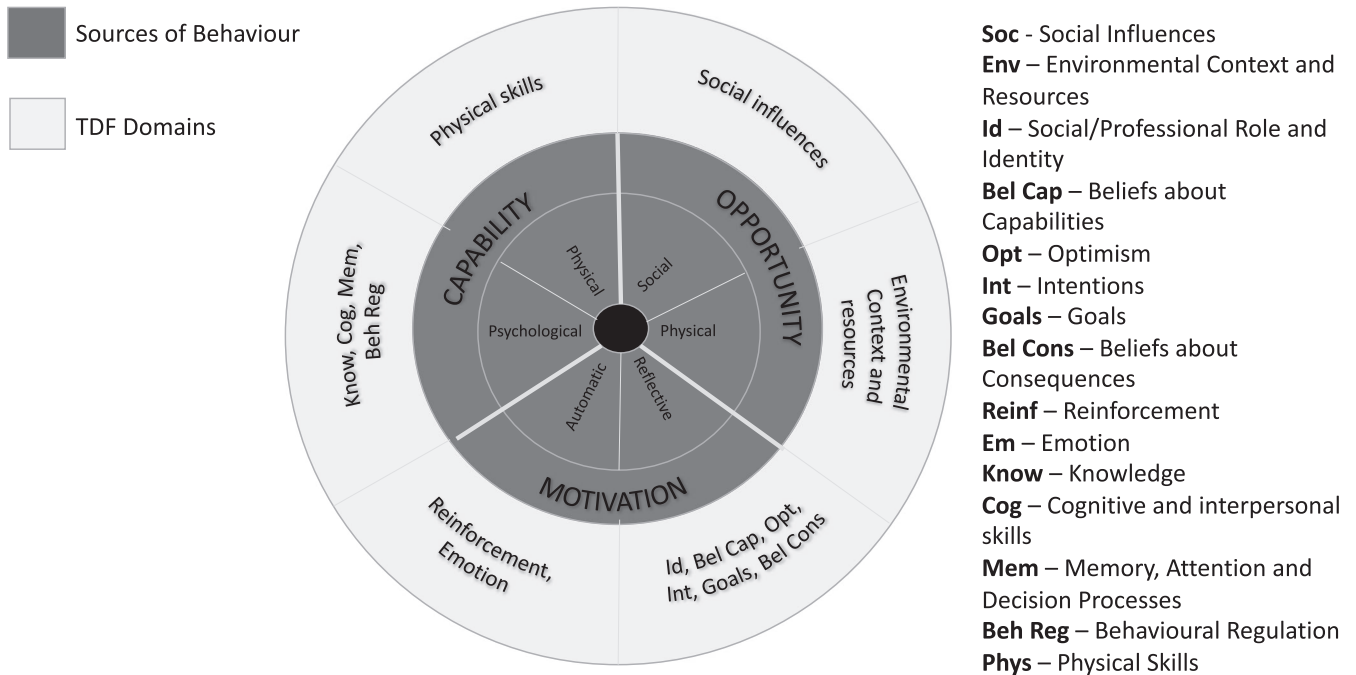 Sources of Behaviour
TDF Domains
Physical skills
Social influences
Know, Cog, Mem,
Beh Reg
Environmental
Context and
resources
Reinforcement,
Emotion
Id, Bel Cap, Opt,
Int, Goals, Bel Cons
CAPABILITY
OPPORTUNITY
MOTIVATION
Physical
Social
Psychological
Physical
Automatic
Reflective
Soc - Social Influences
Env – Environmental Context and
Resources
Id – Social/Professional Role and
Identity
Bel Cap – Beliefs about
Capabilities
Opt – Optimism
Int – Intentions
Goals – Goals
Bel Cons – Beliefs about
Consequences
Reinf – Reinforcement
Em – Emotion
Know – Knowledge
Cog – Cognitive and interpersonal
skills
Mem – Memory, Attention and
Decision Processes
Beh Reg – Behavioural Regulation
Phys – Physical Skills